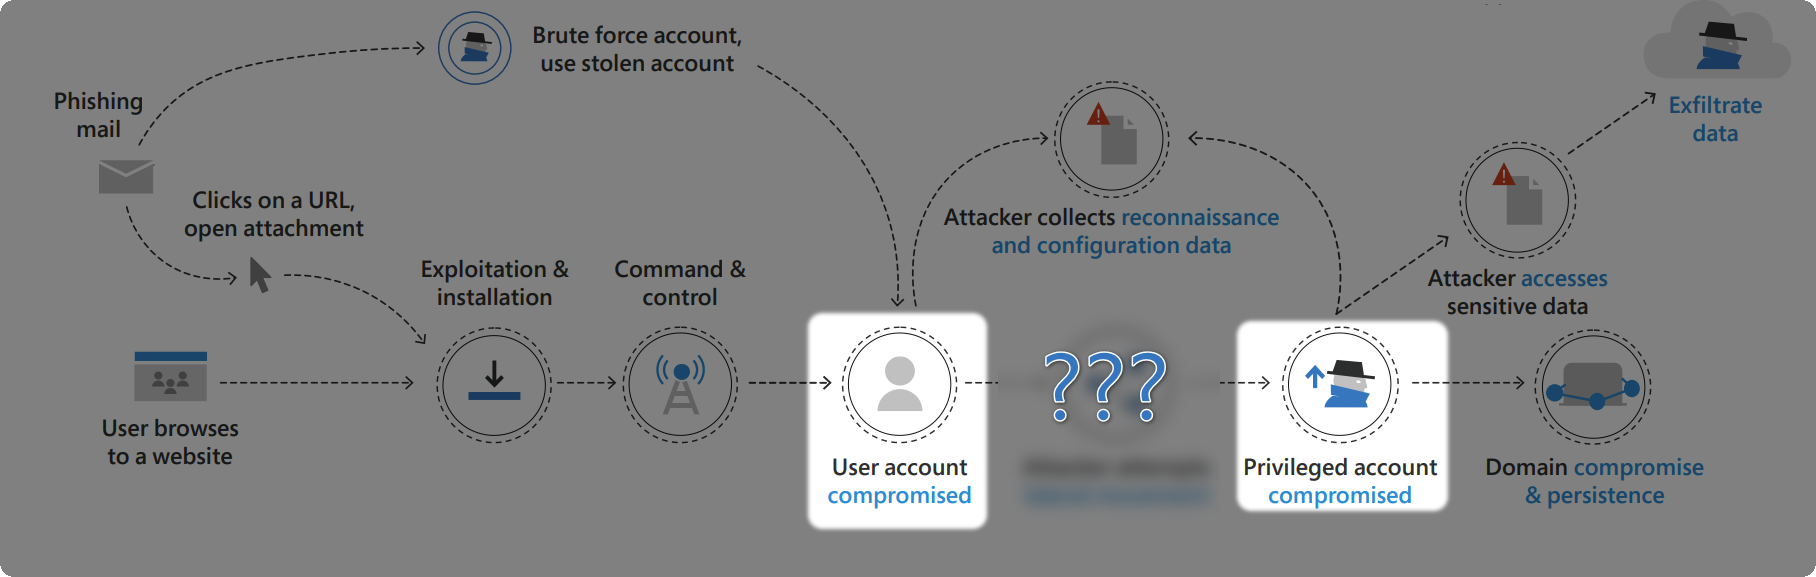 Brute force account,
use stolen account
Phishing
mail
Clicks on a URL,
open attachment
Exploitation &
installation
Command &
control
User browses
to a website
User account
compromised
???
Attacker collects reconnaissance
and configuration data
Privileged account
compromised
Attacker accesses
sensitive data
Exfiltrate
data
Domain compromise
& persistence